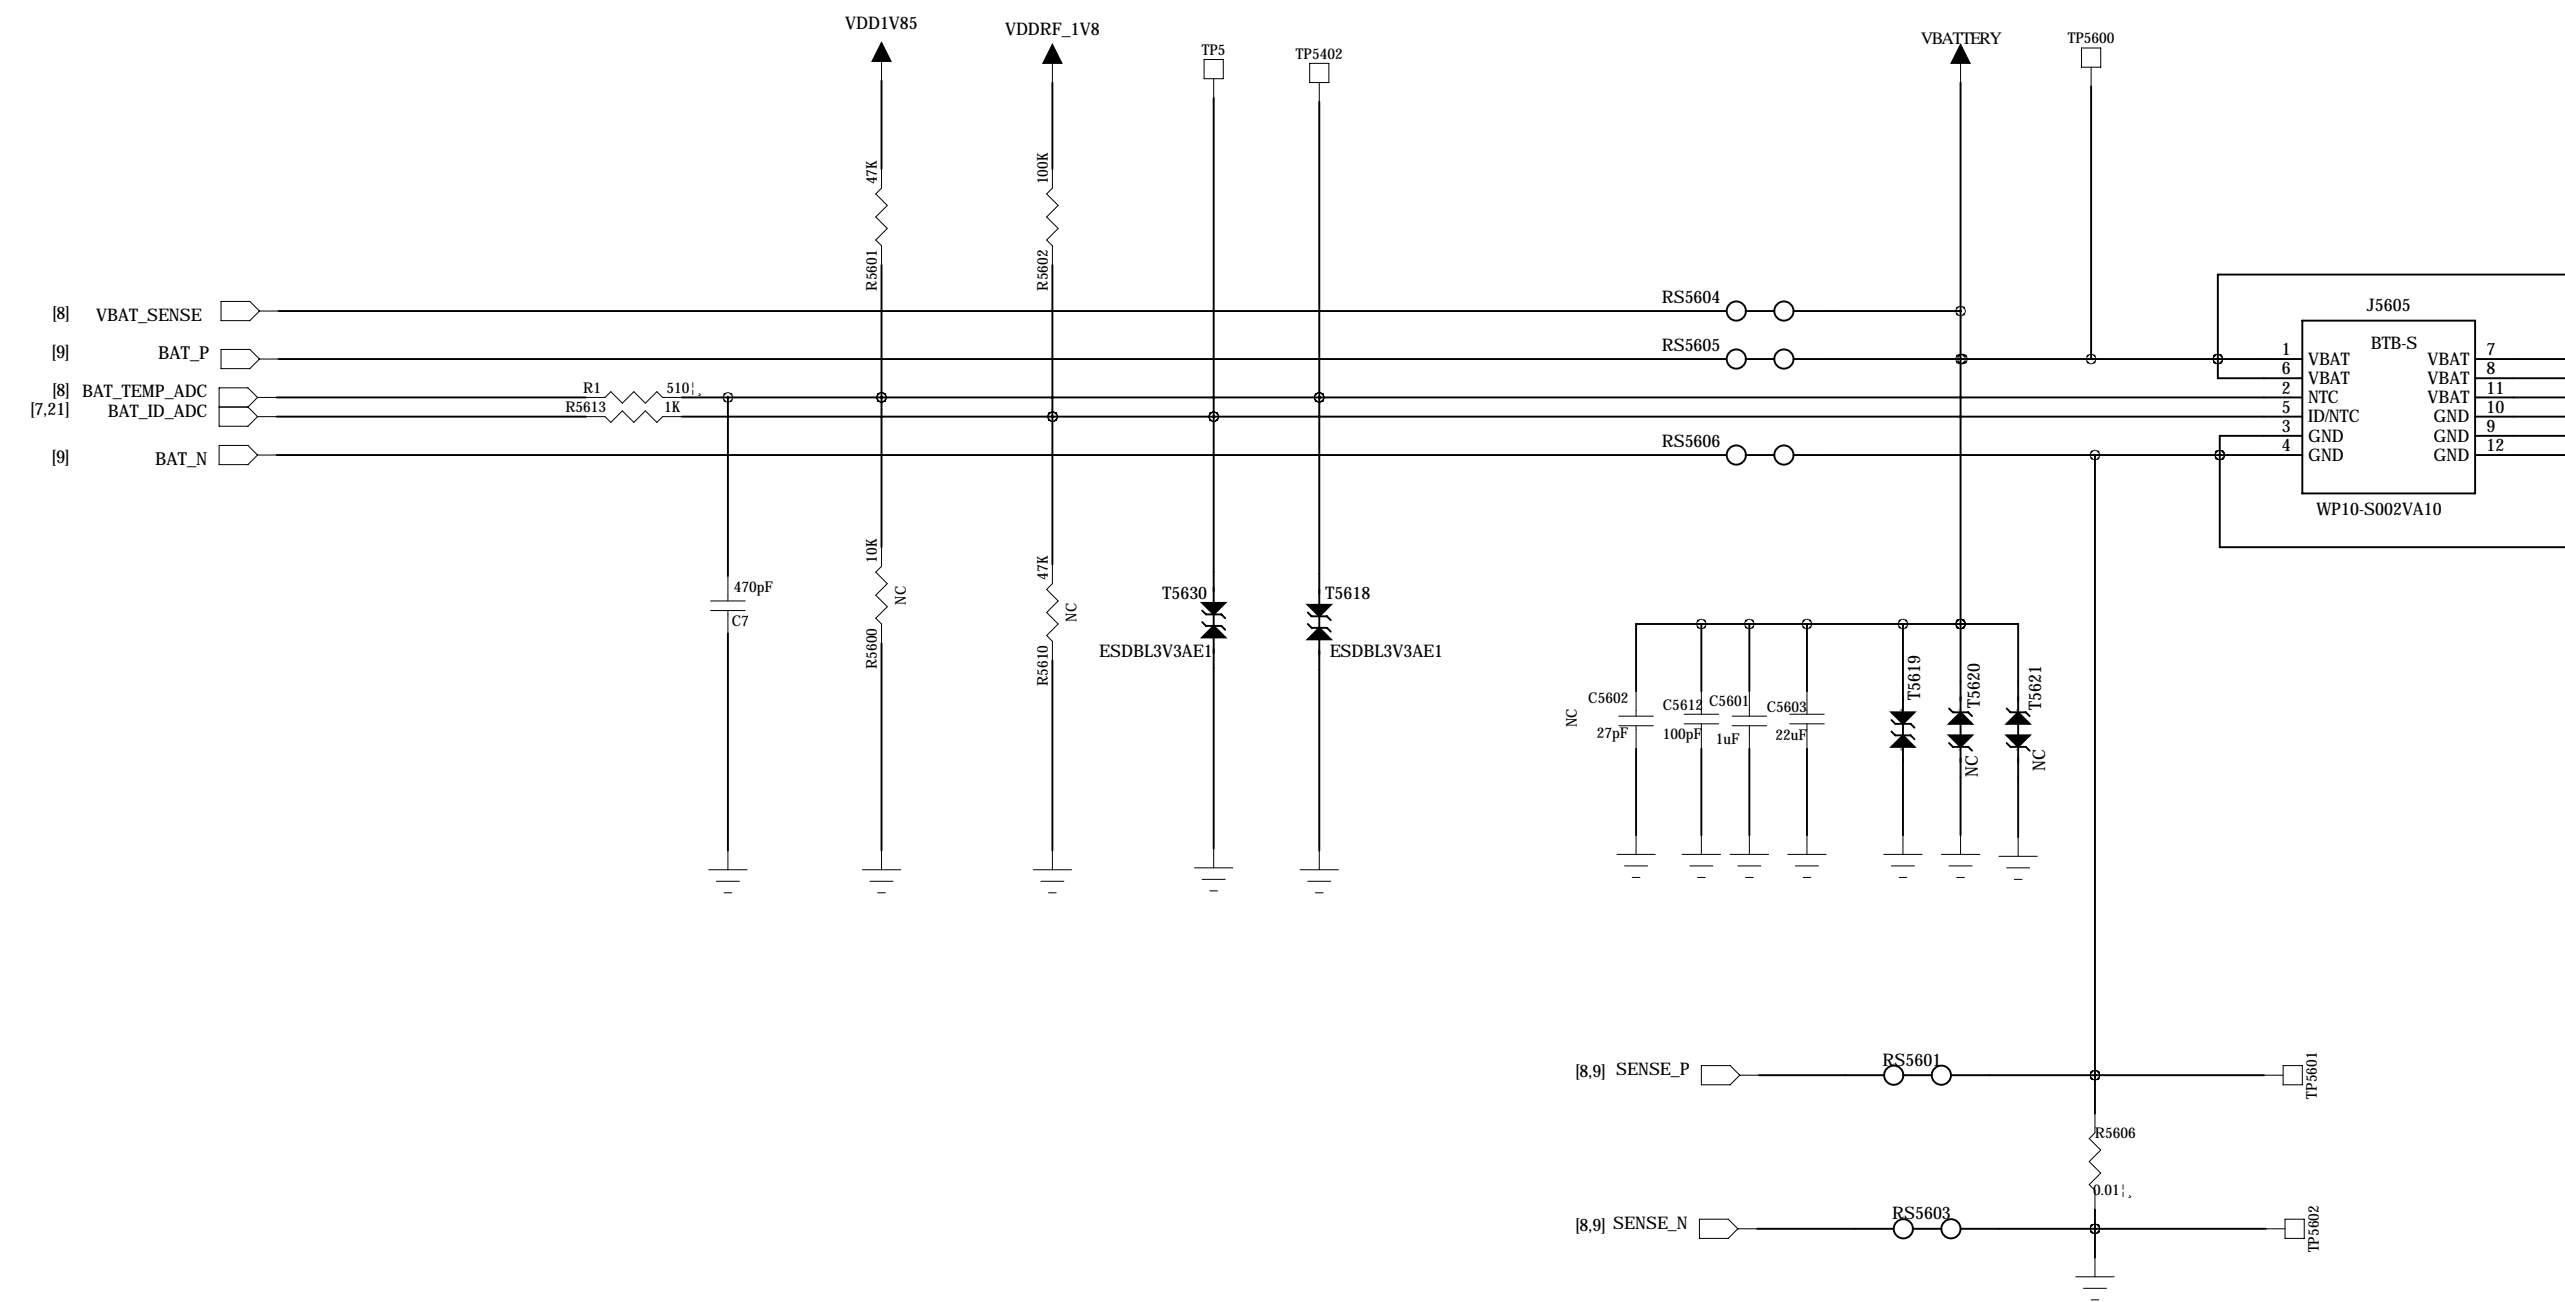 VDD1V85
VDDRF_1V8
TP5
TP5402
VBATTERY
TP5600
47K
R5601
100K
R5602
[8] VBAT_SENSE
RS5604
[9] BAT_P
RS5605
[8] BAT_TEMP_ADC
R1 510¦¸
[7,21] BAT_ID_ADC
R5613 1K
[9] BAT_N
RS5606
J5605
BTB-S
1 VBAT VBAT 7
6 VBAT VBAT 8
2 NTC VBAT 11
5 ID/NTC GND 10
3 GND GND 9
4 GND GND 12
WP10-S002VA10
470pF
C7
10K
NC
R5600
47K
NC
R5610
T5630
ESDBL3V3AE1
T5618
ESDBL3V3AE1
NC
C5602
27pF
C5612
100pF
C5601
1uF
C5603
22uF
T5619
T5620
NC
T5621
NC
[8,9] SENSE_P
RS5601
TP5601
R5606
0.01¦¸
[8,9] SENSE_N
RS5603
TP5602